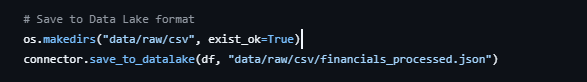 # Save to Data Lake format
os.makedirs("data/raw/csv", exist_ok=True)
connector.save_to_datalake(df, "data/raw/csv/financials_processed.json")